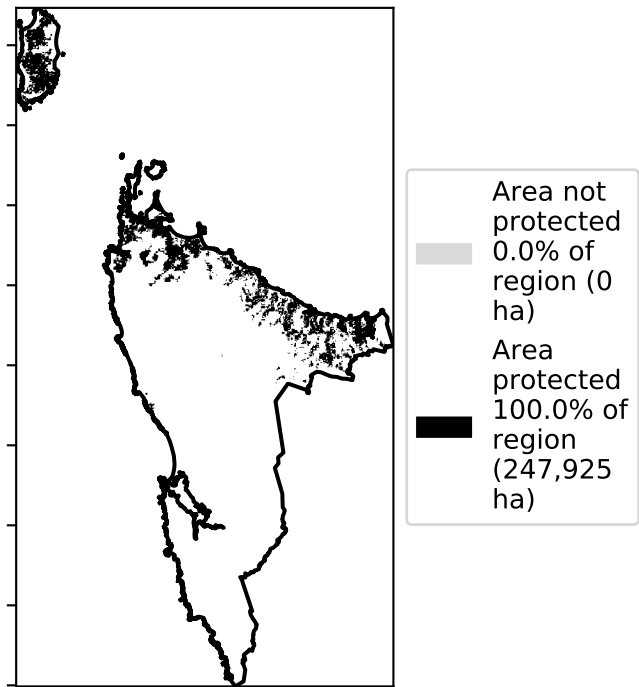 Area not
protected
0.0% of
region (0
ha)
Area
protected
100.0% of
region
(247,925
ha)